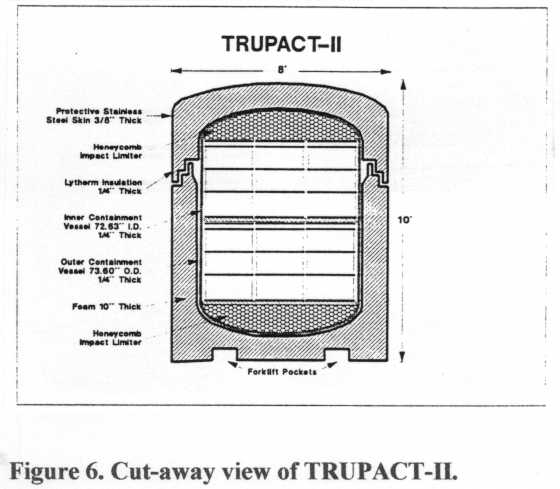 TRUPACT-II
8'
Protective Stainless
Steel Skin 3/8" Thick
Honeycomb
Impact Limiter
Lytherm Insulation
1/4" Thick
Inner Containment
Vessel 72.63" I.D.
1/4" Thick
10'
Outer Containment
Vessel 73.60" O.D.
1/4" Thick
Foam 10" Thick
Honeycomb
Impact Limiter
Forklift Pockets
Figure 6. Cut-away view of TRUPACT-II.